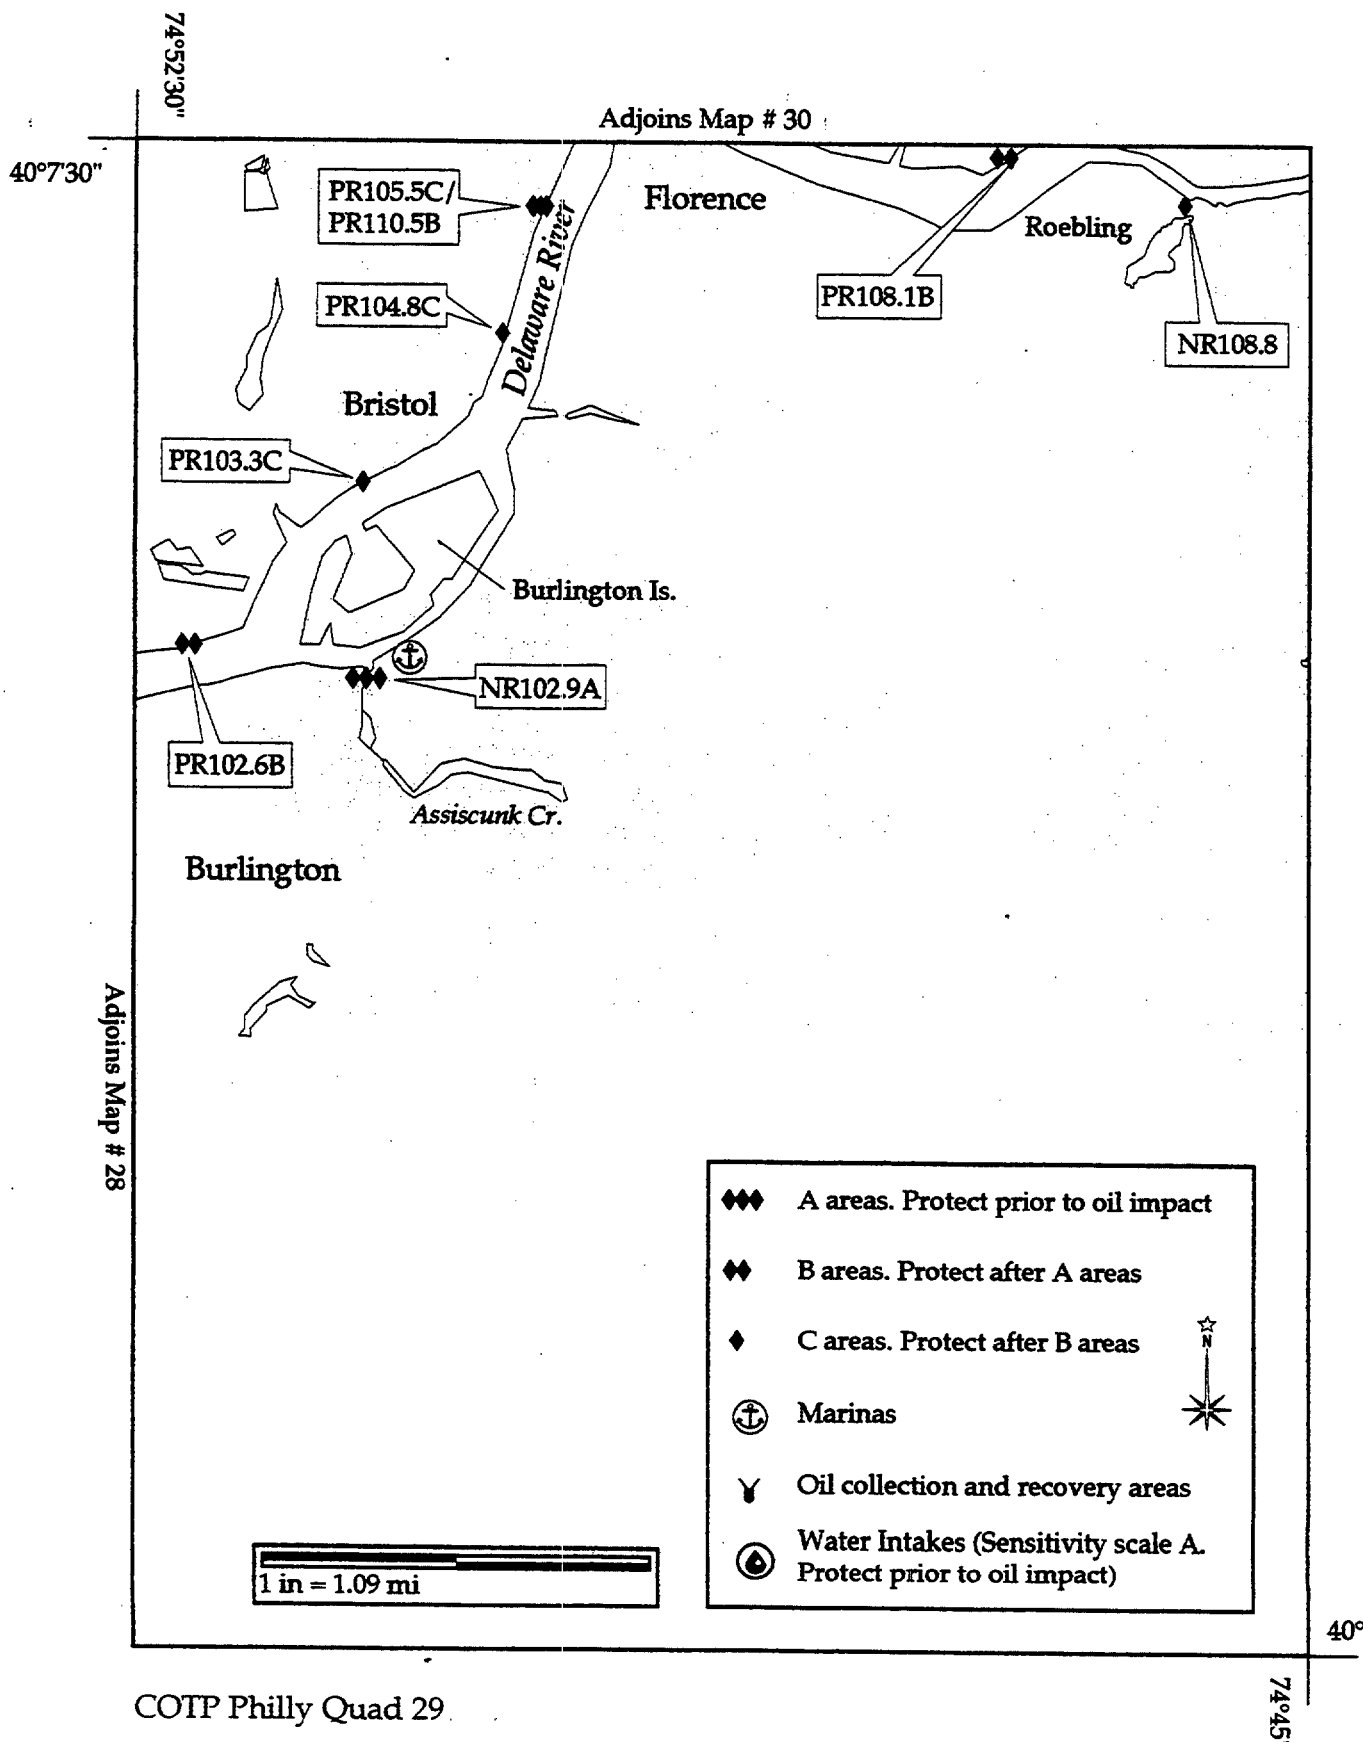 74°52'30"
Adjoins Map # 30
40°7'30"
PR105.5C/
PR110.5B
Florence
Roebling
Delaware River
PR108.1B
PR104.8C
NR108.8
Bristol
PR103.3C
Burlington Is.
NR102.9A
PR102.6B
Assiscunk Cr.
Burlington
Adjoins Map # 28
A areas. Protect prior to oil impact
B areas. Protect after A areas
C areas. Protect after B areas
N
Marinas
Oil collection and recovery areas
Water Intakes (Sensitivity scale A.
Protect prior to oil impact)
1 in = 1.09 mi
40°
74°45'
COTP Philly Quad 29